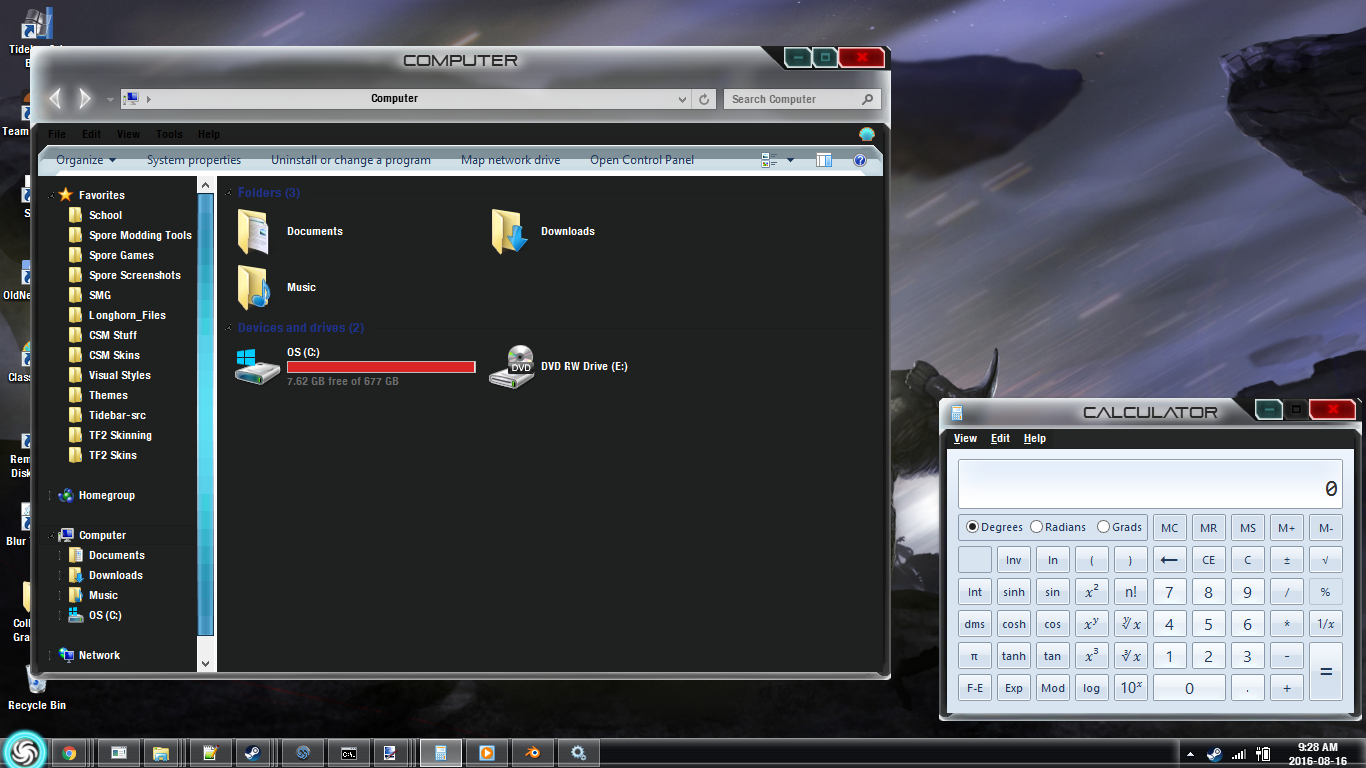 Tideba
COMPUTER
Computer
Search Computer
File Edit View Tools Help
Organize System properties Uninstall or change a program Map network drive Open Control Panel
Favorites
School
Spore Modding Tools
Spore Games
Spore Screenshots
SMG
Longhorn_Files
CSM Stuff
CSM Skins
Visual Styles
Themes
Tidebar-src
TF2 Skinning
TF2 Skins
Homegroup
Computer
Documents
Downloads
Music
OS (C:)
Network
Folders (3)
Documents
Downloads
Music
Devices and drives (2)
OS (C:)
7.62 GB free of 677 GB
DVD
DVD RW Drive (E:)
Team
OldNe
Class
Rem
Disk
Blur
Coll
Gra
Recycle Bin
CALCULATOR
View Edit Help
0
Degrees Radians Grads MC MR MS M+ M-
Inv ln ( ) ← CE C ± √
Int sinh sin x² n! 7 8 9 / %
dms cosh cos xʸ ʸ√x 4 5 6 * 1/x
π tanh tan x³ ³√x 1 2 3 - =
F-E Exp Mod log 10ˣ 0 . +
C:\.
9:28 AM
2016-08-16